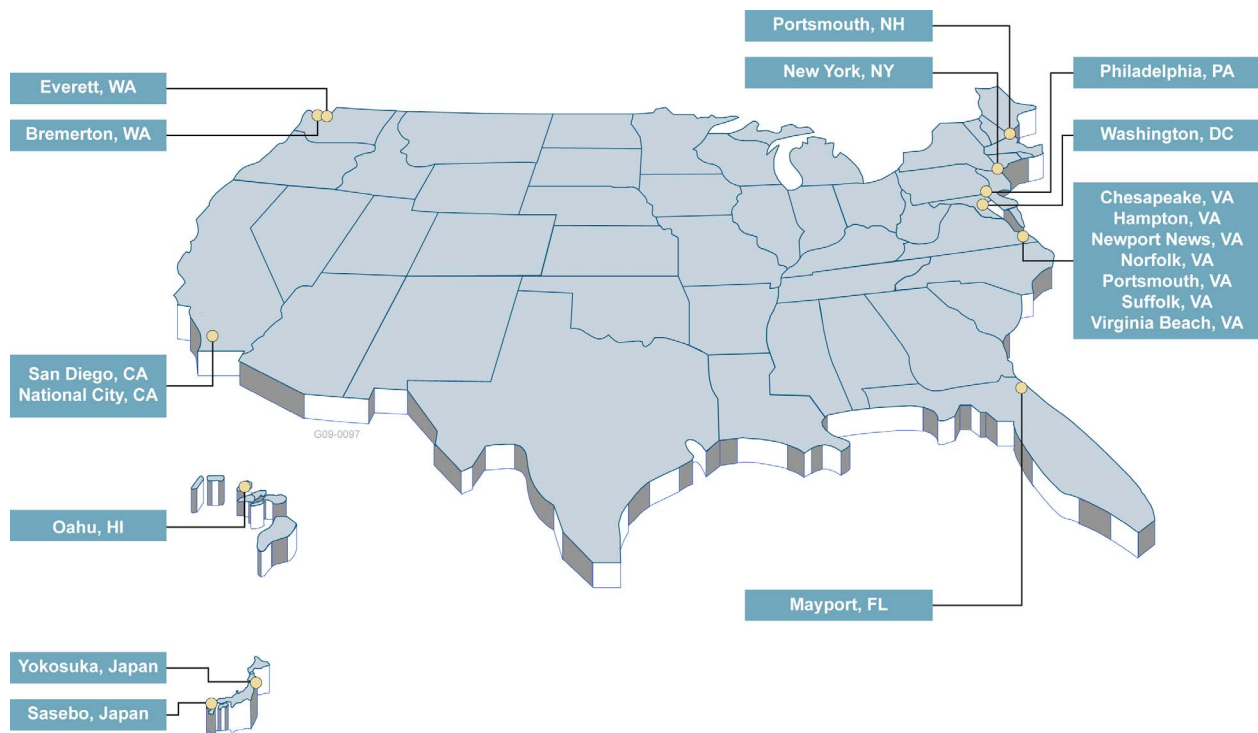 Portsmouth, NH
New York, NY
Philadelphia, PA
Everett, WA
Bremerton, WA
Washington, DC
Chesapeake, VA
Hampton, VA
Newport News, VA
Norfolk, VA
Portsmouth, VA
Suffolk, VA
Virginia Beach, VA
San Diego, CA
National City, CA
G09-0097
Oahu, HI
Mayport, FL
Yokosuka, Japan
Sasebo, Japan